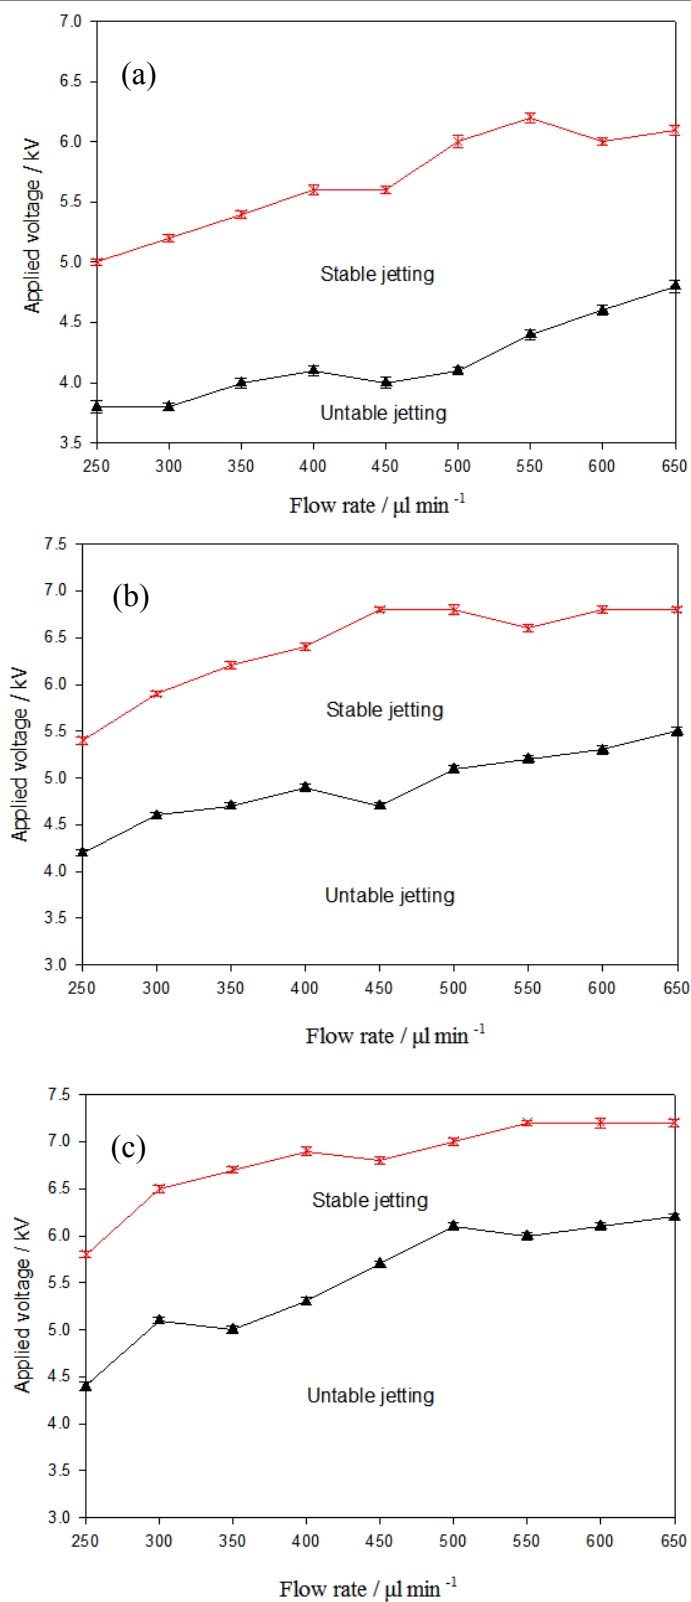 7.0
(a)
6.5
6.0
5.5
5.0
4.5
4.0
3.5
Applied voltage / kV
Stable jetting
Untable jetting
250 300 350 400 450 500 550 600 650
Flow rate / µl min -1
7.5
(b)
7.0
6.5
6.0
5.5
5.0
4.5
4.0
3.5
3.0
Applied voltage / kV
Stable jetting
Untable jetting
250 300 350 400 450 500 550 600 650
Flow rate / µl min -1
7.5
(c)
7.0
6.5
6.0
5.5
5.0
4.5
4.0
3.5
3.0
Applied voltage / kV
Stable jetting
Untable jetting
250 300 350 400 450 500 550 600 650
Flow rate / µl min -1